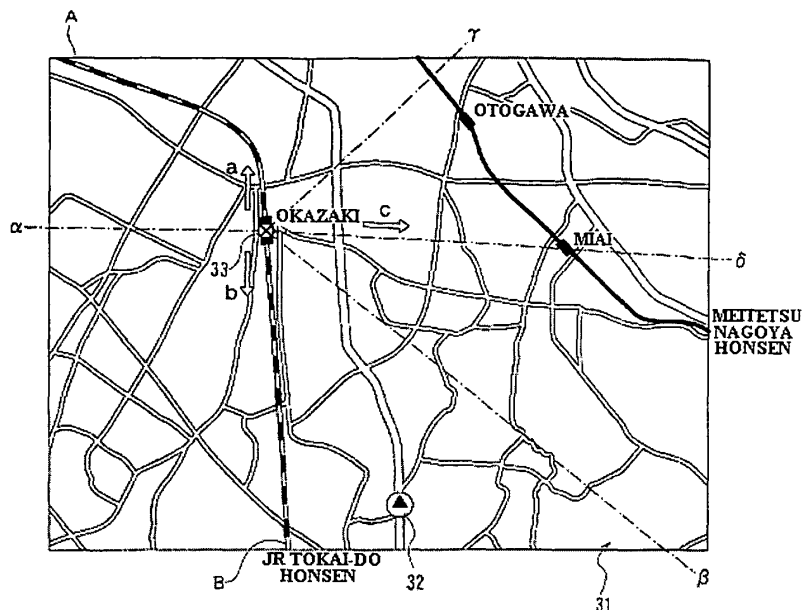 A
γ
OTOGAWA
a
OKAZAKI
c
α
MIAI
δ
33
b
MEITETSU
NAGOYA
HONSEN
JR TOKAI-DO
HONSEN
B
32
β
31